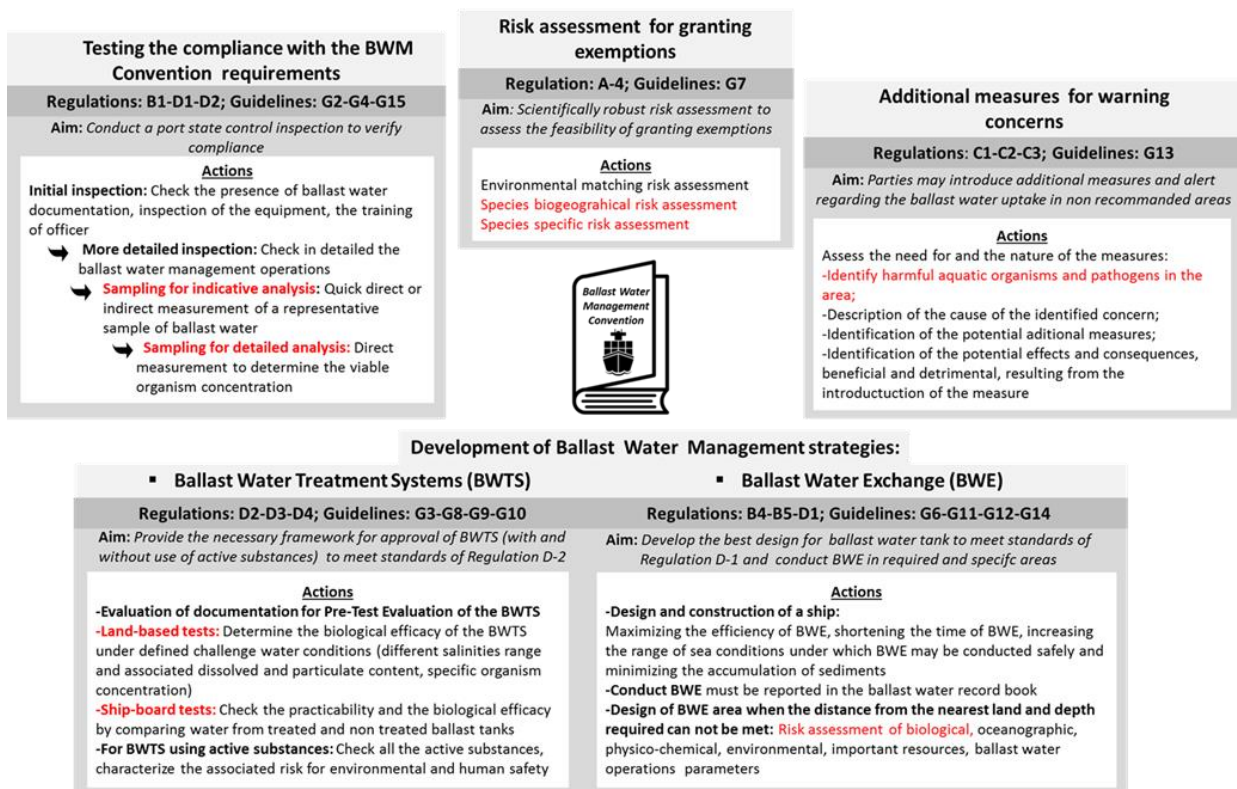 Testing the compliance with the BWM
Convention requirements
Regulations: B1-D1-D2; Guidelines: G2-G4-G15
Aim: Conduct a port state control inspection to verify
compliance
Actions
Initial inspection: Check the presence of ballast water
documentation, inspection of the equipment, the training
of officer
More detailed inspection: Check in detailed the
ballast water management operations
Sampling for indicative analysis: Quick direct or
indirect measurement of a representative
sample of ballast water
Sampling for detailed analysis: Direct
measurement to determine the viable
organism concentration
Risk assessment for granting
exemptions
Regulation: A-4; Guidelines: G7
Aim: Scientifically robust risk assessment to
assess the feasibility of granting exemptions
Actions
Environmental matching risk assessment
Species biogeograhical risk assessment
Species specific risk assessment
Ballast Water
Management
Convention
Additional measures for warning
concerns
Regulations: C1-C2-C3; Guidelines: G13
Aim: Parties may introduce additional measures and alert
regarding the ballast water uptake in non recommanded areas
Actions
Assess the need for and the nature of the measures:
-Identify harmful aquatic organisms and pathogens in the
area;
-Description of the cause of the identified concern;
-Identification of the potential aditional measures;
-Identification of the potential effects and consequences,
beneficial and detrimental, resulting from the
introductuction of the measure
Development of Ballast Water Management strategies:
▪ Ballast Water Treatment Systems (BWTS)
Regulations: D2-D3-D4; Guidelines: G3-G8-G9-G10
Aim: Provide the necessary framework for approval of BWTS (with and
without use of active substances) to meet standards of Regulation D-2
Actions
-Evaluation of documentation for Pre-Test Evaluation of the BWTS
-Land-based tests: Determine the biological efficacy of the BWTS
under defined challenge water conditions (different salinities range
and associated dissolved and particulate content, specific organism
concentration)
-Ship-board tests: Check the practicability and the biological efficacy
by comparing water from treated and non treated ballast tanks
-For BWTS using active substances: Check all the active substances,
characterize the associated risk for environmental and human safety
▪ Ballast Water Exchange (BWE)
Regulations: B4-B5-D1; Guidelines: G6-G11-G12-G14
Aim: Develop the best design for ballast water tank to meet standards of
Regulation D-1 and conduct BWE in required and specifc areas
Actions
-Design and construction of a ship:
Maximizing the efficiency of BWE, shortening the time of BWE, increasing
the range of sea conditions under which BWE may be conducted safely and
minimizing the accumulation of sediments
-Conduct BWE must be reported in the ballast water record book
-Design of BWE area when the distance from the nearest land and depth
required can not be met: Risk assessment of biological, oceanographic,
physico-chemical, environmental, important resources, ballast water
operations parameters